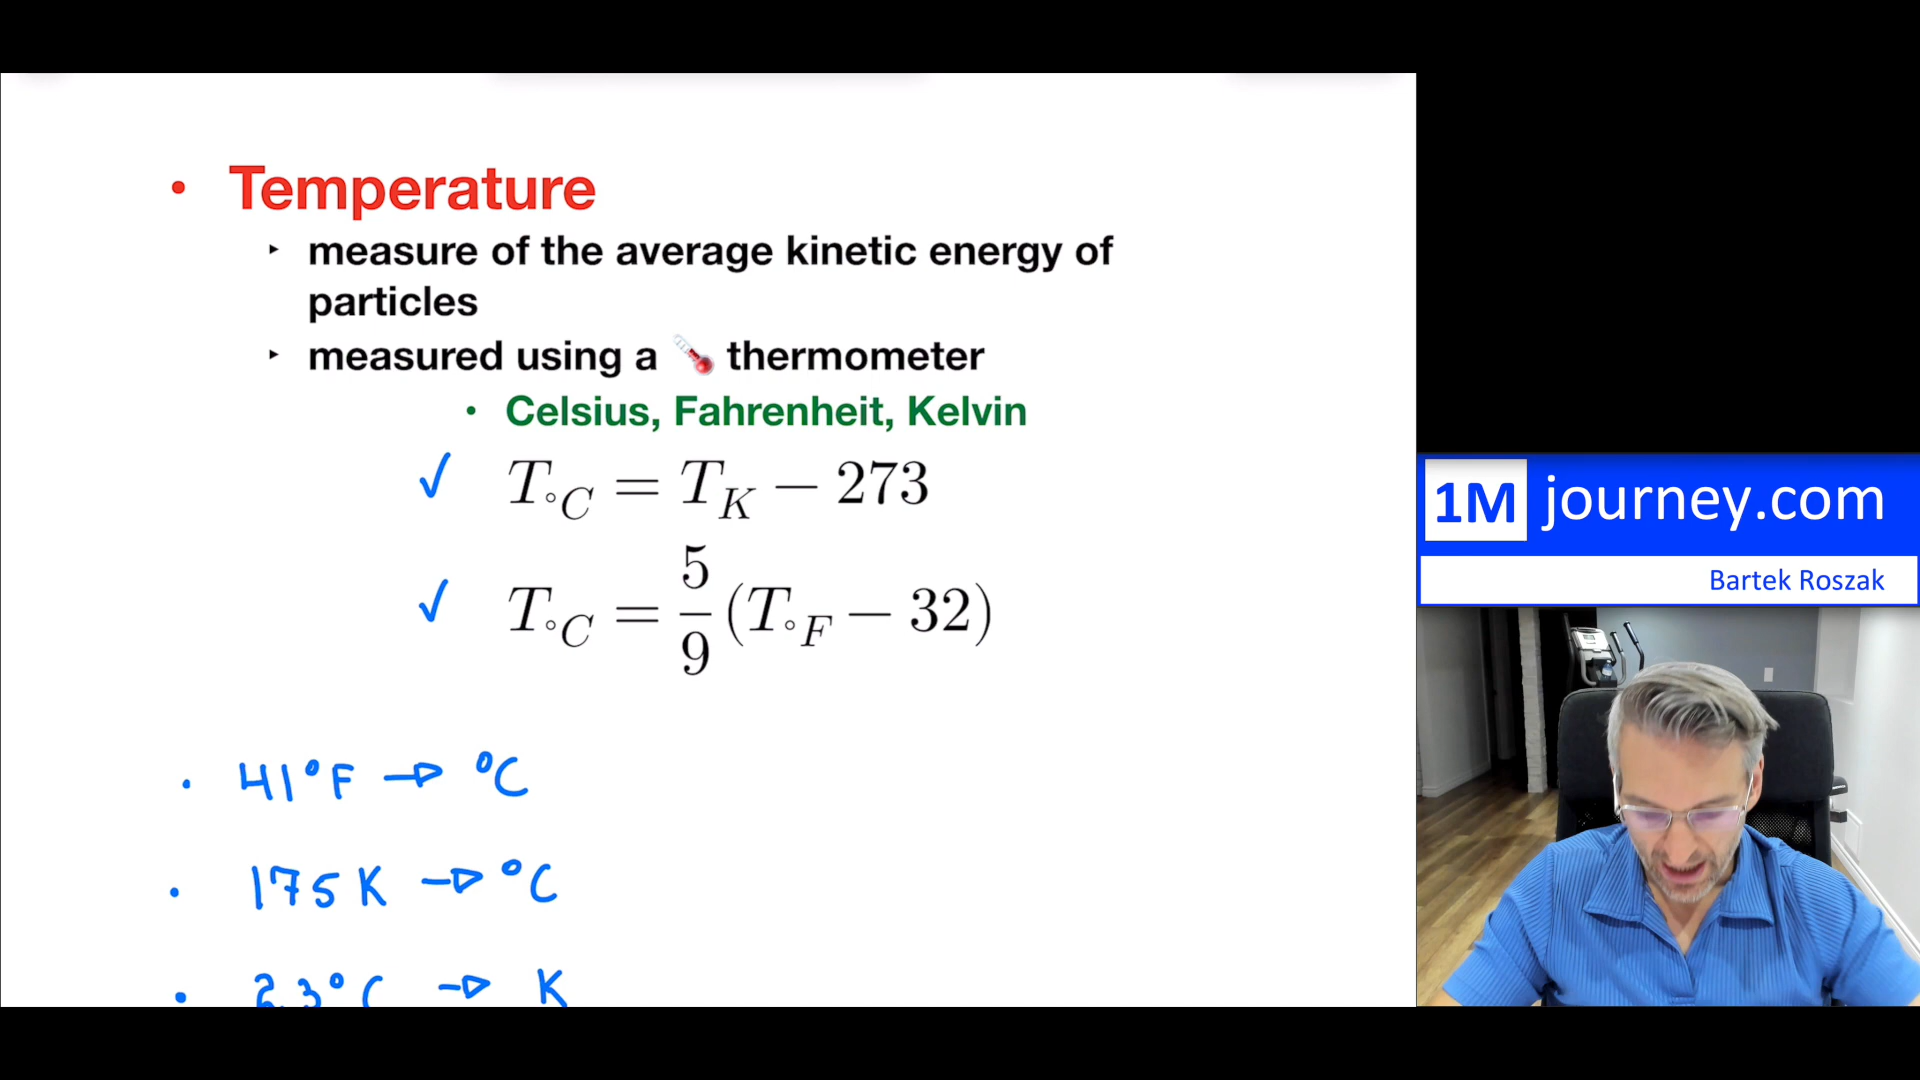 • Temperature
‣ measure of the average kinetic energy of
particles
‣ measured using a 🌡 thermometer
• Celsius, Fahrenheit, Kelvin
✓ T°C = TK − 273
✓ T°C = 5/9 (T°F − 32)
• 41°F → °C
• 175 K → °C
• 23°C → K
1M journey.com
Bartek Roszak